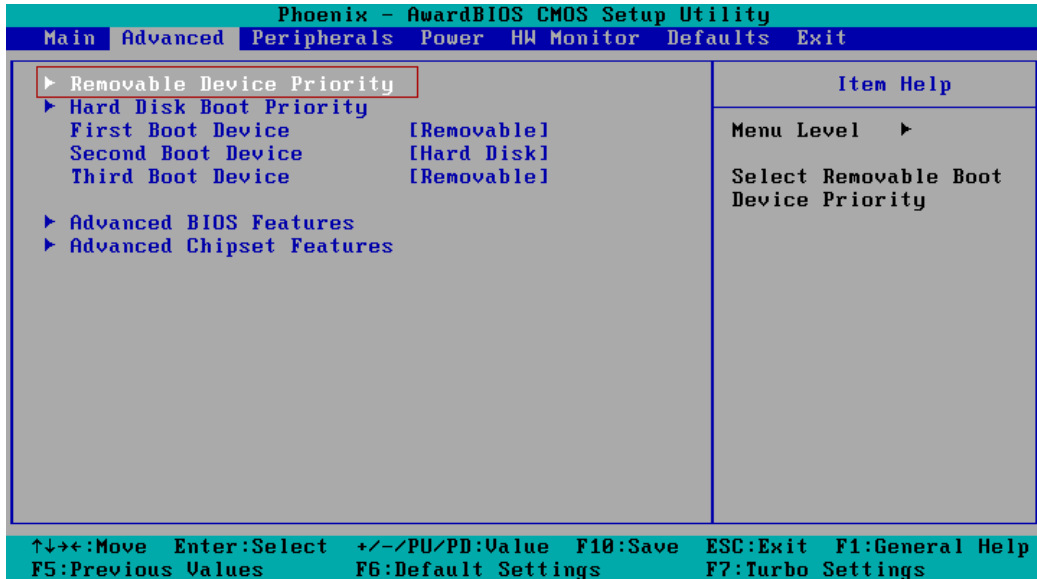 Phoenix - AwardBIOS CMOS Setup Utility
Main Advanced Peripherals Power HW Monitor Defaults Exit
▶ Removable Device Priority
▶ Hard Disk Boot Priority
First Boot Device [Removable]
Second Boot Device [Hard Disk]
Third Boot Device [Removable]
▶ Advanced BIOS Features
▶ Advanced Chipset Features
Item Help
Menu Level ▶
Select Removable Boot
Device Priority
↑↓→←:Move Enter:Select +/-/PU/PD:Value F10:Save ESC:Exit F1:General Help
F5:Previous Values F6:Default Settings F7:Turbo Settings